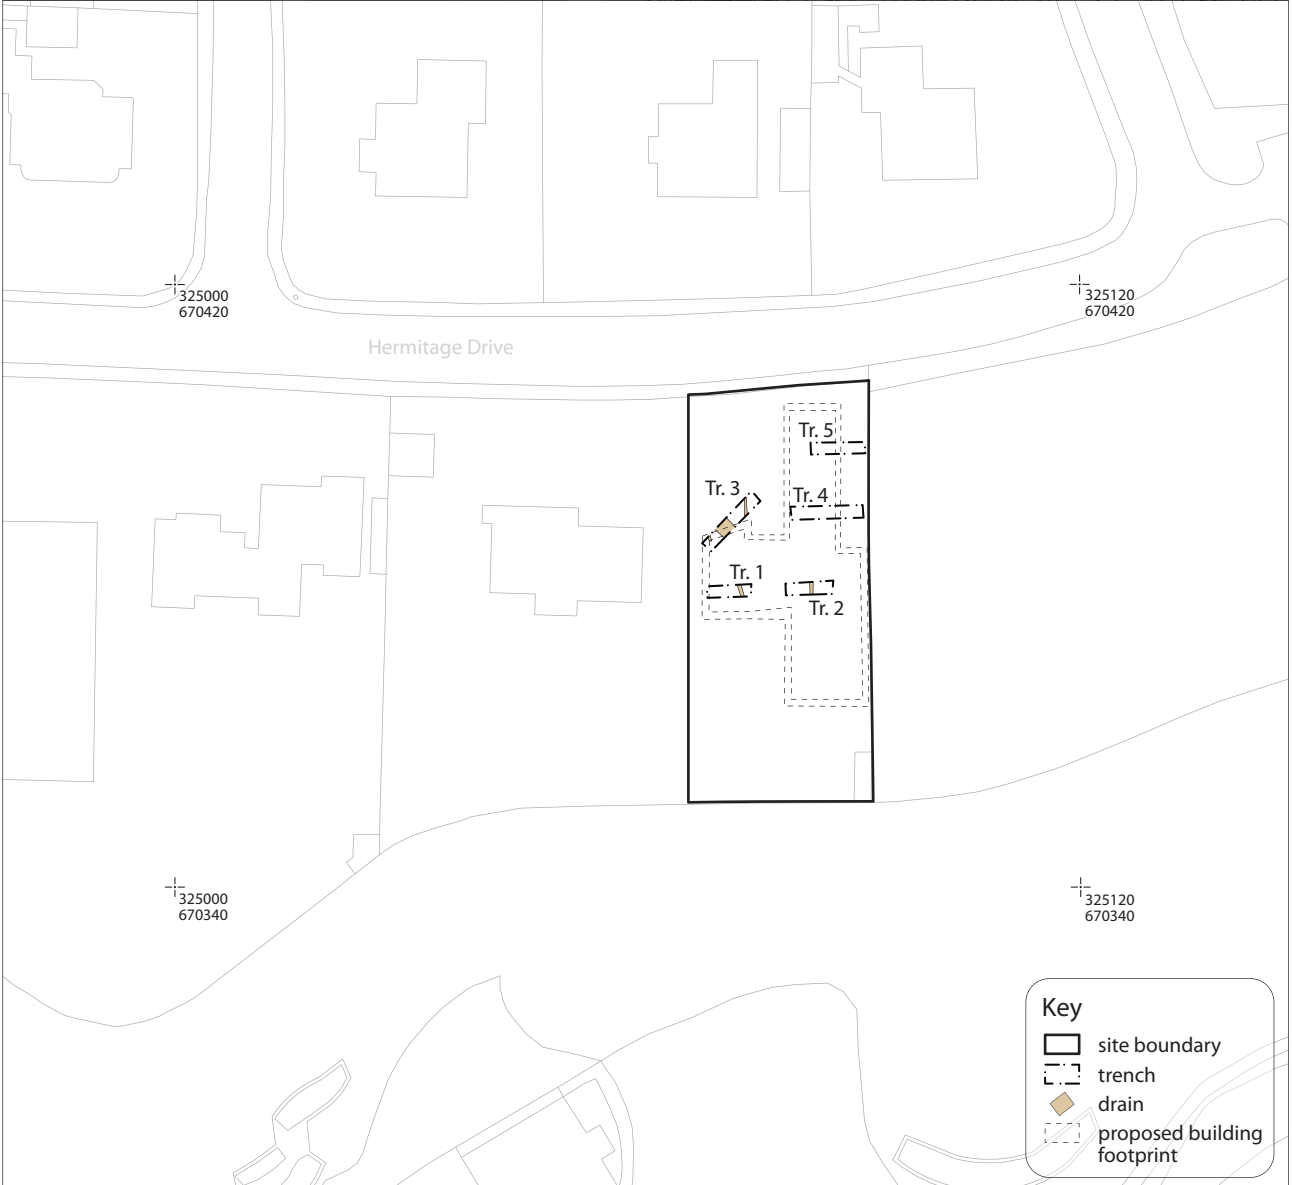 325000
670420
325120
670420
Hermitage Drive
Tr. 5
Tr. 3
Tr. 4
Tr. 1
Tr. 2
325000
670340
325120
670340
Key
site boundary
trench
drain
proposed building
footprint